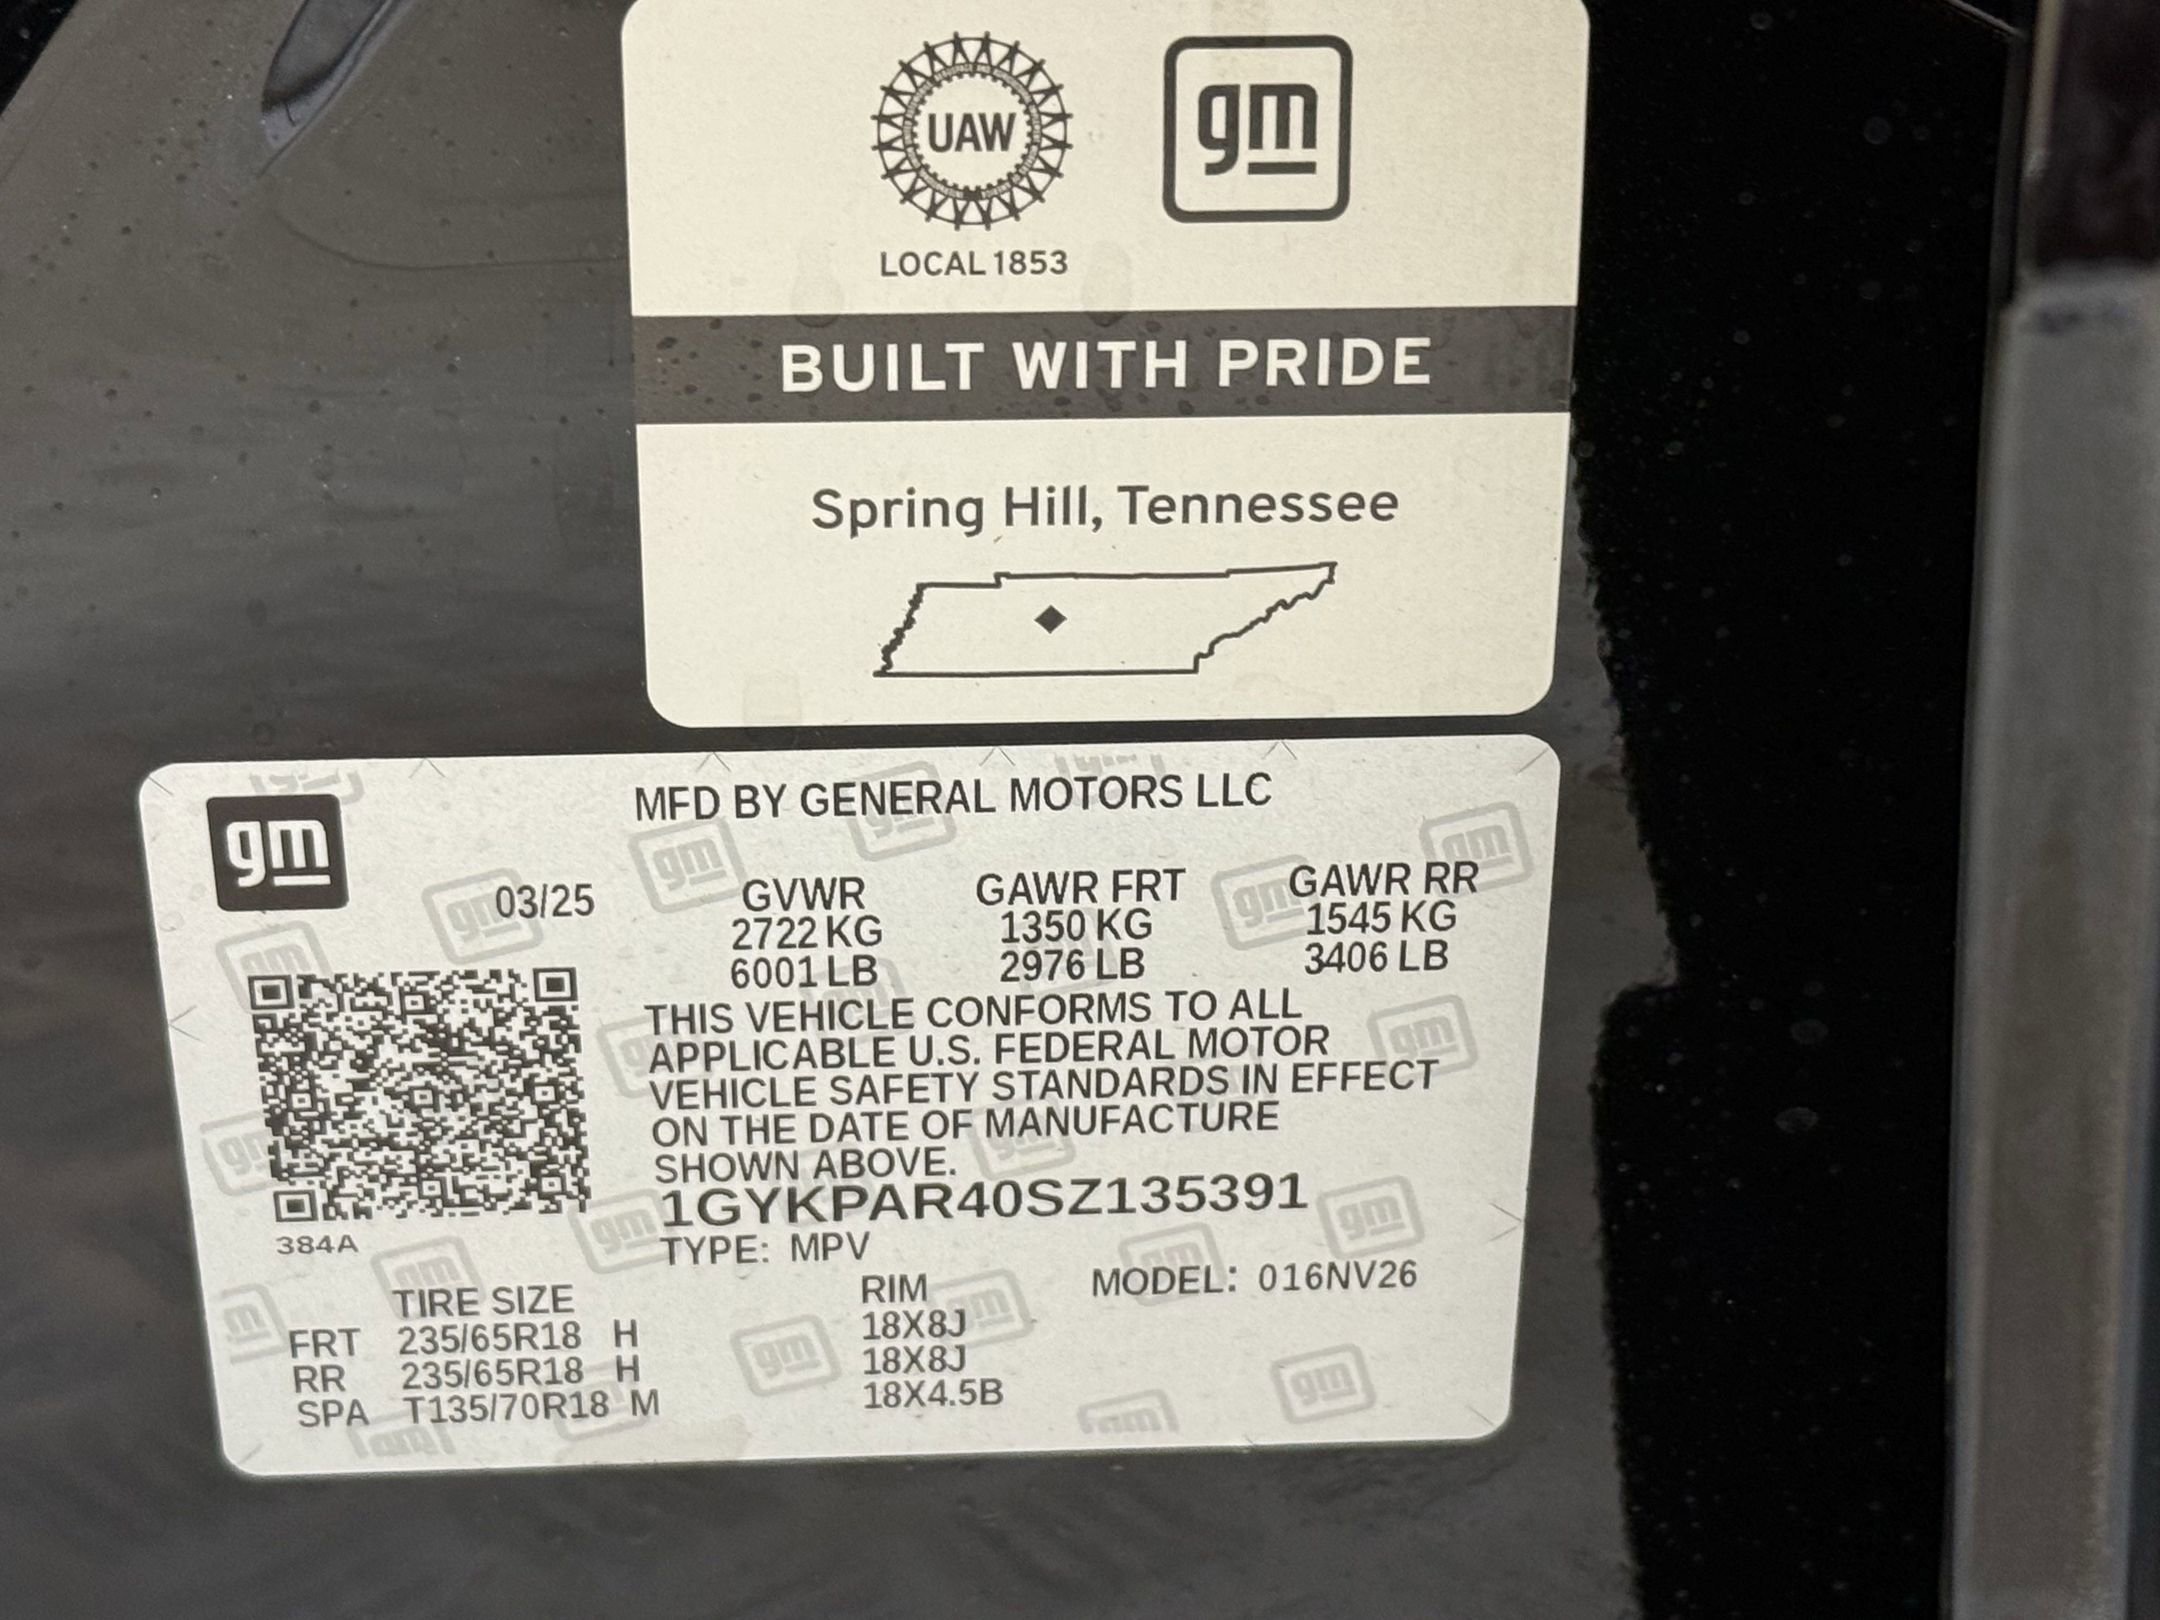 UAW
gm
LOCAL 1853
BUILT WITH PRIDE
Spring Hill, Tennessee
gm
MFD BY GENERAL MOTORS LLC
03/25
GVWR GAWR FRT GAWR RR
2722 KG 1350 KG 1545 KG
6001 LB 2976 LB 3406 LB
THIS VEHICLE CONFORMS TO ALL
APPLICABLE U.S. FEDERAL MOTOR
VEHICLE SAFETY STANDARDS IN EFFECT
ON THE DATE OF MANUFACTURE
SHOWN ABOVE.
1GYKPAR40SZ135391
384A
TYPE: MPV
TIRE SIZE RIM MODEL: 016NV26
FRT 235/65R18 H 18X8J
RR 235/65R18 H 18X8J
SPA T135/70R18 M 18X4.5B